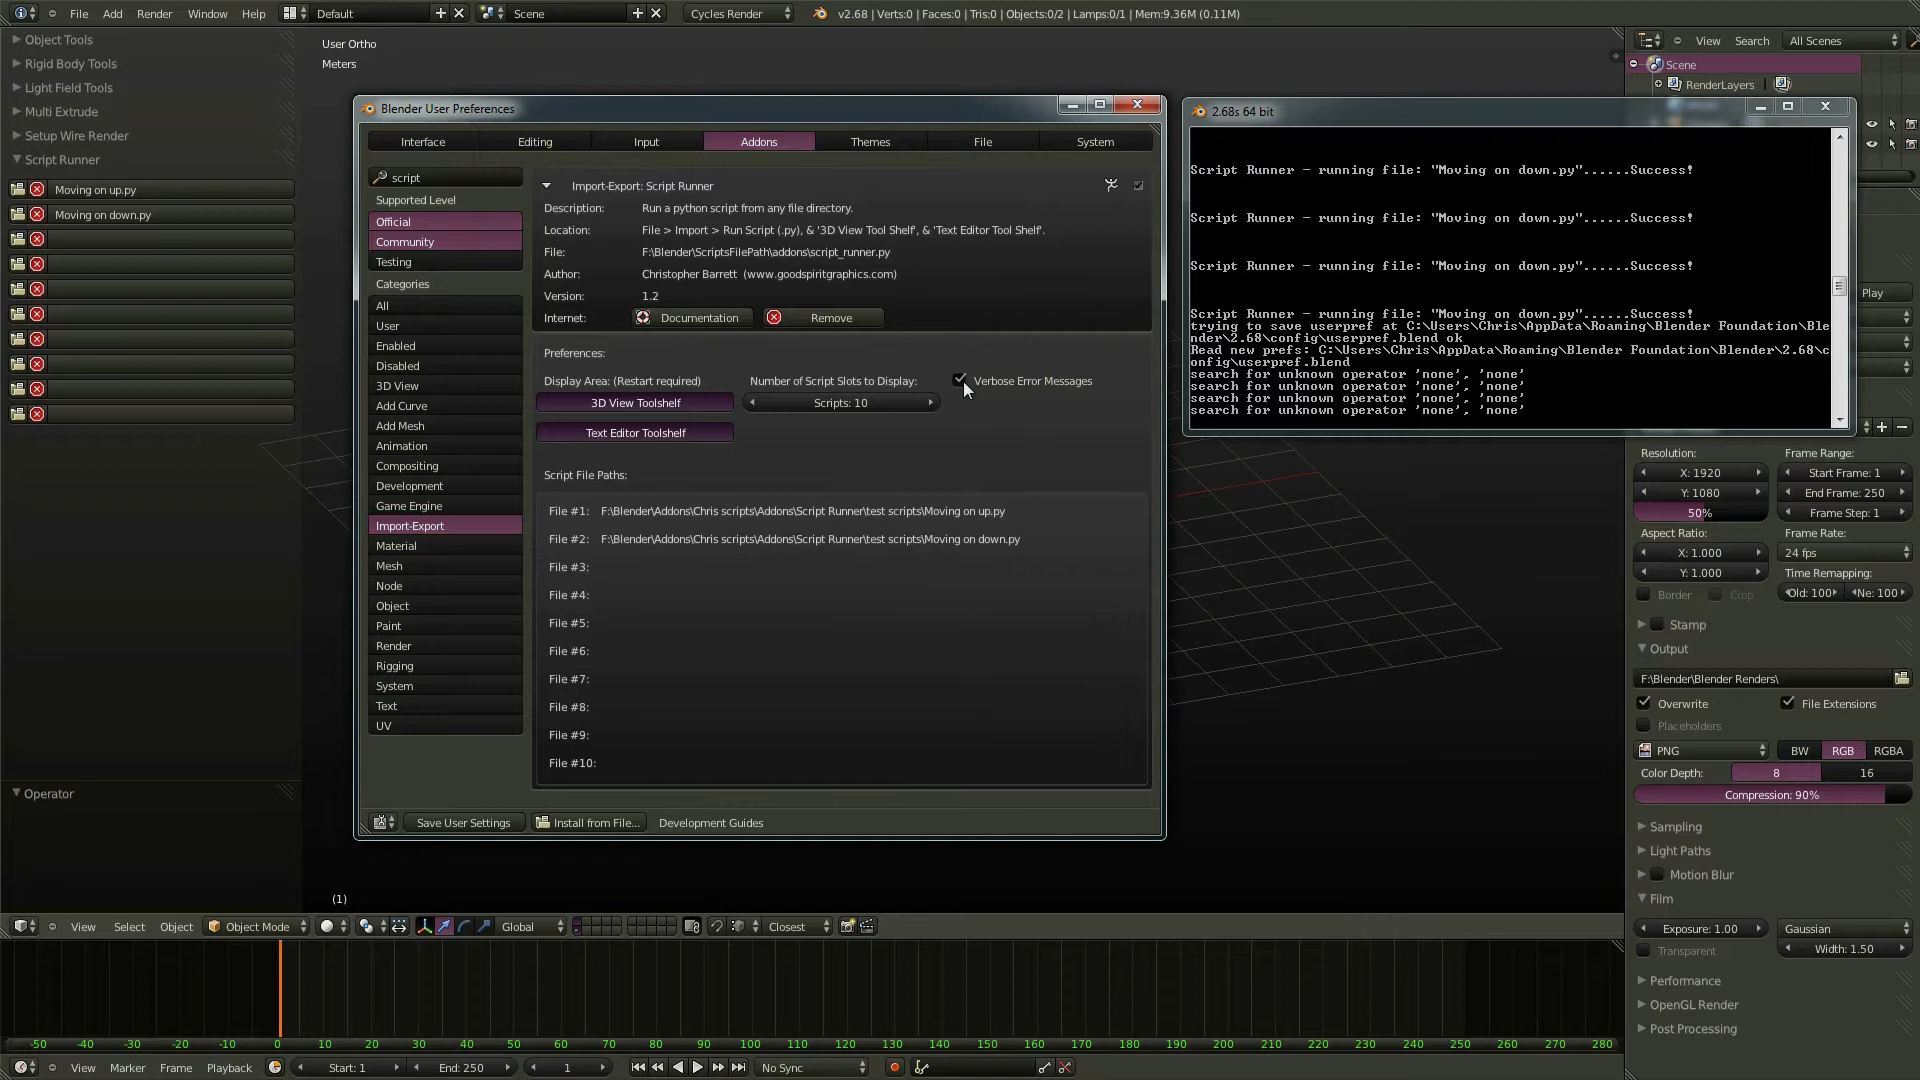 File Add Render Window Help Default Scene Cycles Render v2.68 | Verts:0 | Faces:0 | Tris:0 | Objects:0/2 | Lamps:0/1 | Mem:9.36M (0.11M)
Object Tools
Rigid Body Tools
Light Field Tools
Multi Extrude
Setup Wire Render
Script Runner
Moving on up.py
Moving on down.py
Operator
User Ortho
Meters
Blender User Preferences
Interface Editing Input Addons Themes File System
script
Supported Level
Official
Community
Testing
Categories
All
User
Enabled
Disabled
3D View
Add Curve
Add Mesh
Animation
Compositing
Development
Game Engine
Import-Export
Material
Mesh
Node
Object
Paint
Render
Rigging
System
Text
UV
Import-Export: Script Runner
Description: Run a python script from any file directory.
Location: File > Import > Run Script (.py), & '3D View Tool Shelf', & 'Text Editor Tool Shelf'.
File: F:\Blender\ScriptsFilePath\addons\script_runner.py
Author: Christopher Barrett (www.goodspiritgraphics.com)
Version: 1.2
Internet: Documentation Remove
Preferences:
Display Area: (Restart required) Number of Script Slots to Display: Verbose Error Messages
3D View Toolshelf Scripts: 10
Text Editor Toolshelf
Script File Paths:
File #1: F:\Blender\Addons\Chris scripts\Addons\Script Runner\test scripts\Moving on up.py
File #2: F:\Blender\Addons\Chris scripts\Addons\Script Runner\test scripts\Moving on down.py
File #3:
File #4:
File #5:
File #6:
File #7:
File #8:
File #9:
File #10:
Save User Settings Install from File... Development Guides
2.68s 64 bit
Script Runner - running file: "Moving on down.py"......Success!
Script Runner - running file: "Moving on down.py"......Success!
Script Runner - running file: "Moving on down.py"......Success!
Script Runner - running file: "Moving on down.py"......Success!
trying to save userpref at C:\Users\Chris\AppData\Roaming\Blender Foundation\Ble
nder\2.68\config\userpref.blend ok
Read new prefs: C:\Users\Chris\AppData\Roaming\Blender Foundation\Blender\2.68\c
onfig\userpref.blend
search for unknown operator 'none', 'none'
search for unknown operator 'none', 'none'
search for unknown operator 'none', 'none'
search for unknown operator 'none', 'none'
View Search All Scenes
Scene
RenderLayers
Play
Resolution: Frame Range:
X: 1920 Start Frame: 1
Y: 1080 End Frame: 250
50% Frame Step: 1
Aspect Ratio: Frame Rate:
X: 1.000 24 fps
Y: 1.000 Time Remapping:
Border Crop Old: 100 Ne: 100
Stamp
Output
F:\Blender\Blender Renders\
Overwrite File Extensions
Placeholders
PNG BW RGB RGBA
Color Depth: 8 16
Compression: 90%
Sampling
Light Paths
Motion Blur
Film
Exposure: 1.00 Gaussian
Transparent Width: 1.50
Performance
OpenGL Render
Post Processing
(1)
View Select Object Object Mode Global Closest
-50 -40 -30 -20 -10 0 10 20 30 40 50 60 70 80 90 100 110 120 130 140 150 160 170 180 190 200 210 220 230 240 250 260 270 280
View Marker Frame Playback Start: 1 End: 250 1 No Sync